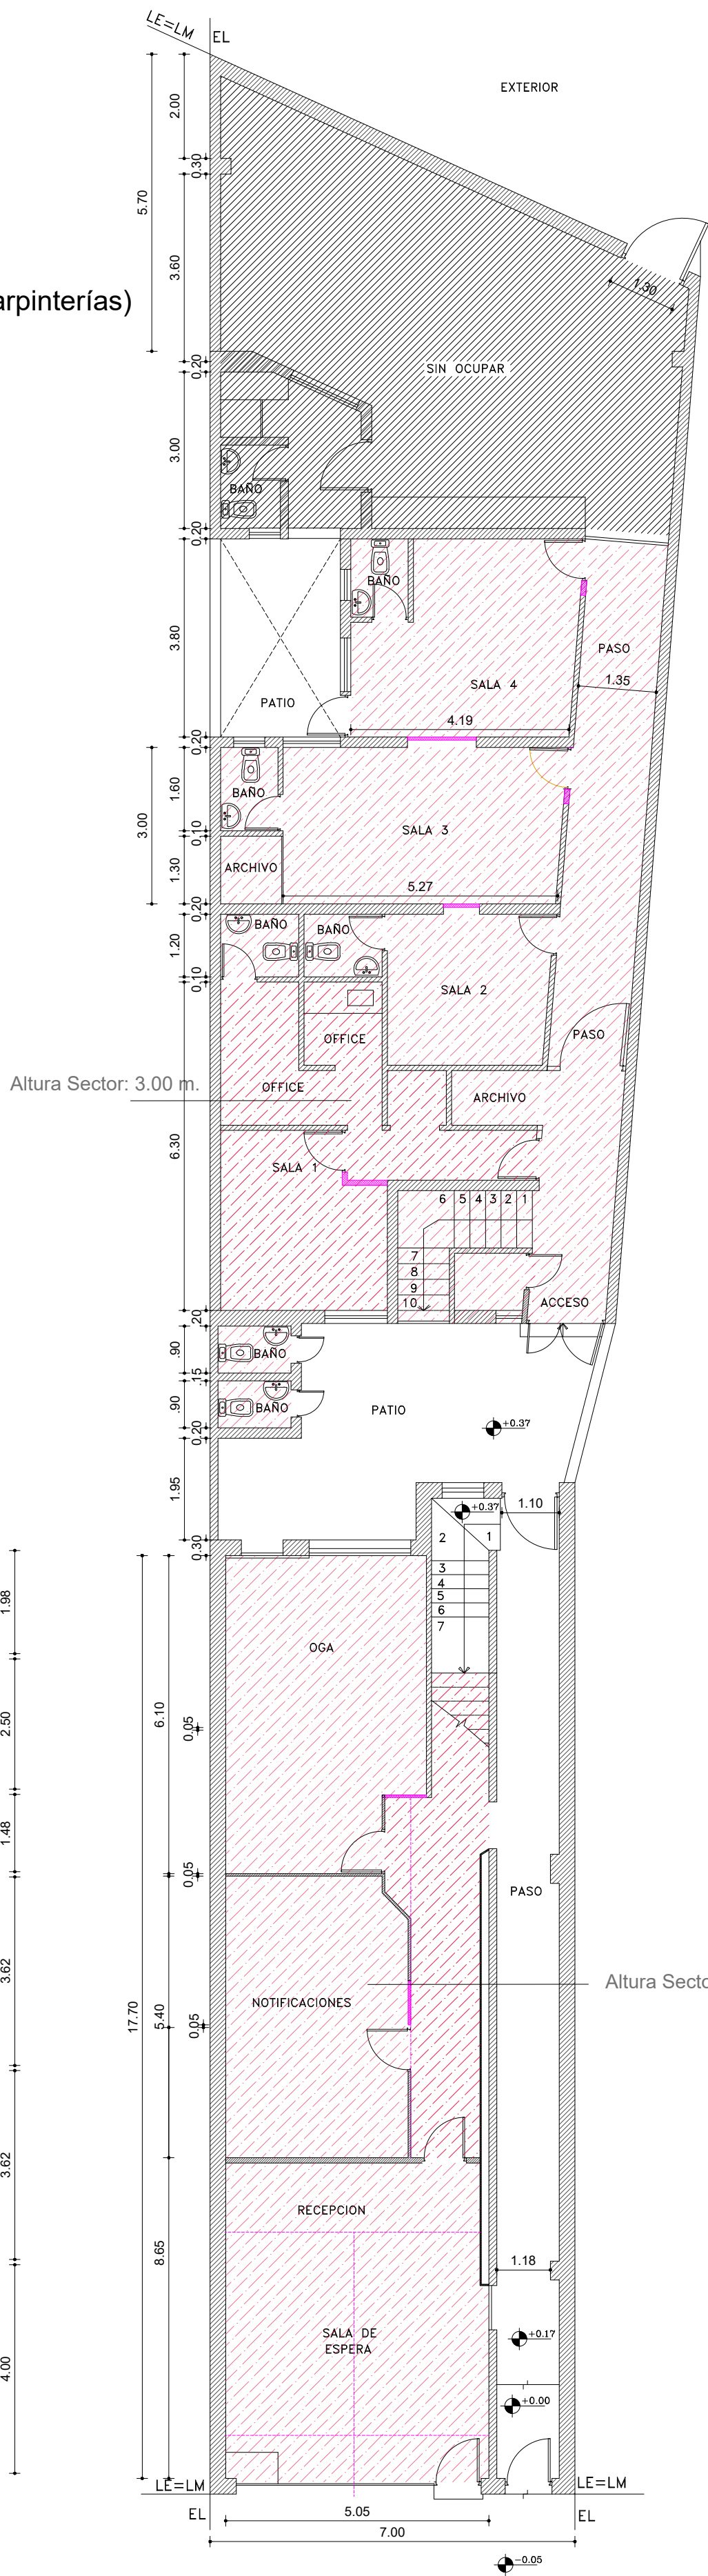 LE=LM
EL
EXTERIOR
2.00
0.30
5.70
3.60
1.30
arpinterías)
0.20
SIN OCUPAR
3.00
BAÑO
0.20
BAÑO
3.80
PASO
SALA 4
1.35
PATIO
4.19
0.20
1.60
BAÑO
3.00
SALA 3
0.10
ARCHIVO
1.30
5.27
0.20
BAÑO
BAÑO
1.20
0.10
SALA 2
OFFICE
PASO
Altura Sector: 3.00 m.
OFFICE
ARCHIVO
6.30
SALA 1
6 5 4 3 2 1
7
8
9
10
ACCESO
.20
.90
BAÑO
.15
.90
BAÑO
PATIO
0.20
+0.37
1.95
+0.37
1.10
2
1
0.30
3
4
5
6
7
1.98
OGA
6.10
2.50
0.05
1.48
0.05
PASO
3.62
Altura Secto
NOTIFICACIONES
17.70
5.40
0.05
3.62
RECEPCION
8.65
1.18
SALA DE
ESPERA
+0.17
4.00
+0.00
LE=LM
LE=LM
EL
5.05
EL
7.00
-0.05